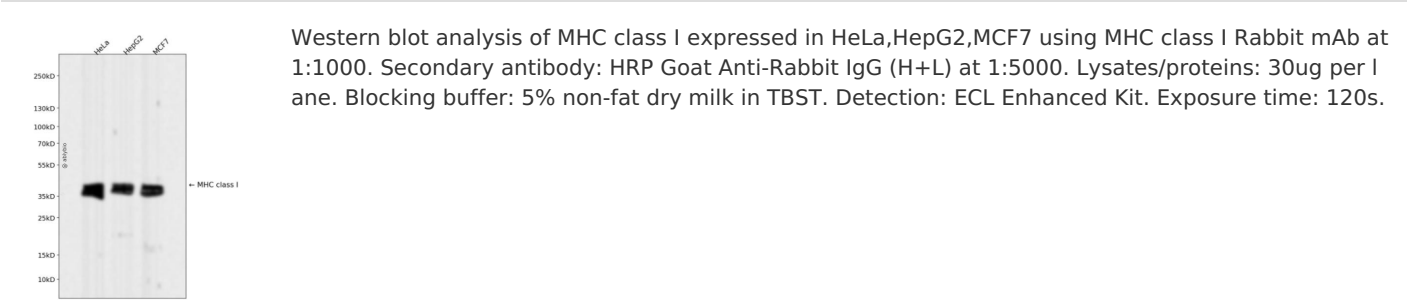 HeLa HepG2 MCF7
250kD
130kD
100kD
70kD
55kD
@ ablybio
← MHC class I
35kD
25kD
15kD
10kD
Western blot analysis of MHC class I expressed in HeLa,HepG2,MCF7 using MHC class I Rabbit mAb at
1:1000. Secondary antibody: HRP Goat Anti-Rabbit IgG (H+L) at 1:5000. Lysates/proteins: 30ug per l
ane. Blocking buffer: 5% non-fat dry milk in TBST. Detection: ECL Enhanced Kit. Exposure time: 120s.